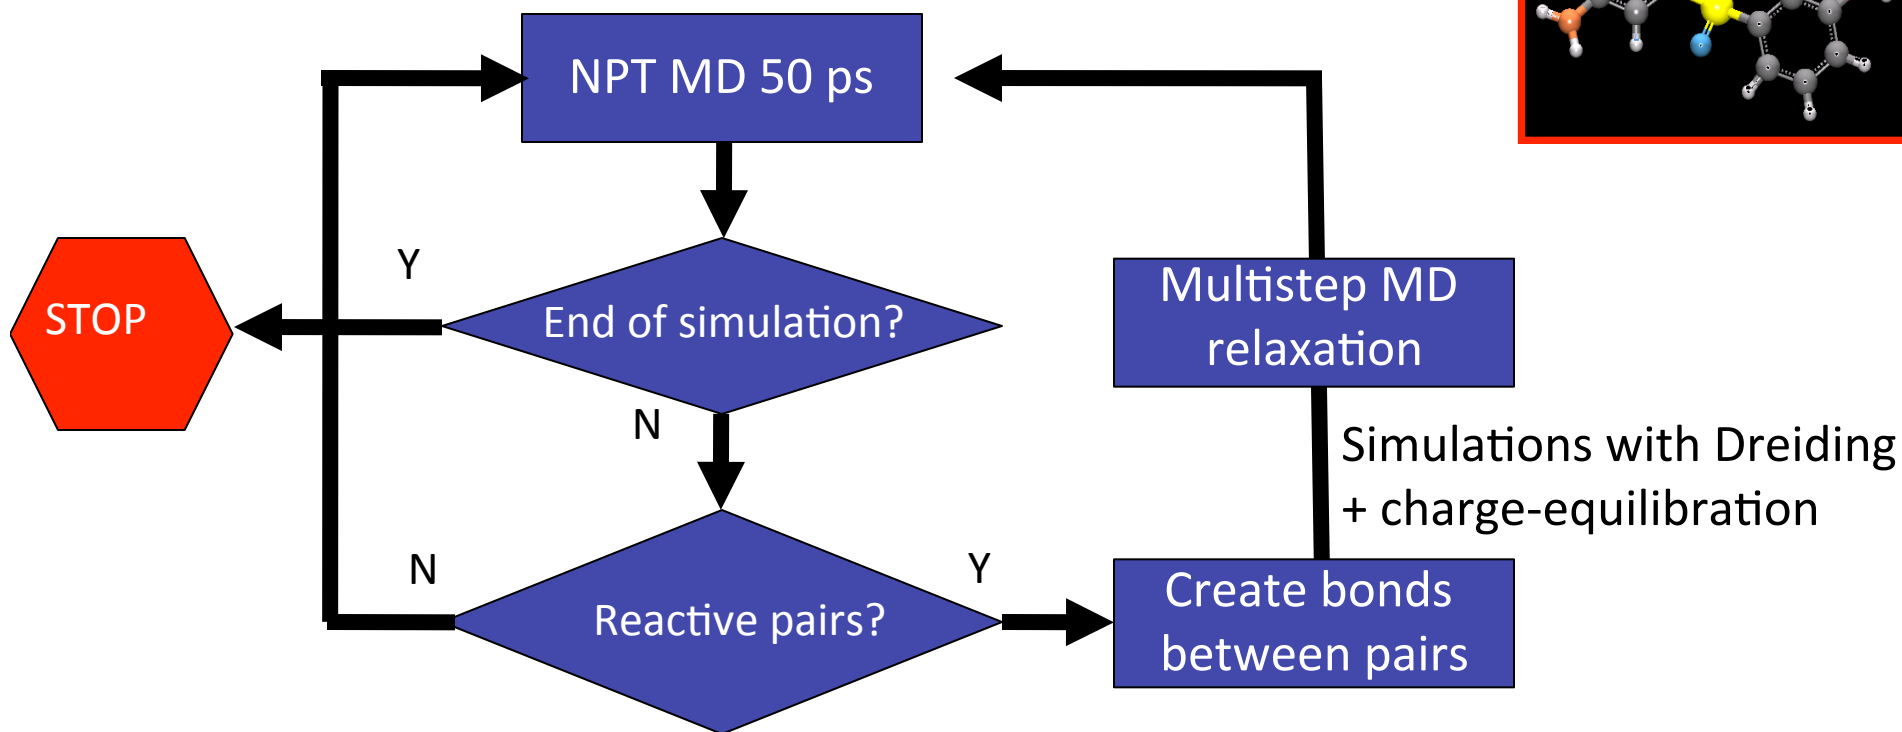 NPT MD 50 ps
Y
STOP
End of simulation?
Multistep MD
relaxation
N
Simulations with Dreiding
+ charge-equilibration
N
Reactive pairs?
Y
Create bonds
between pairs